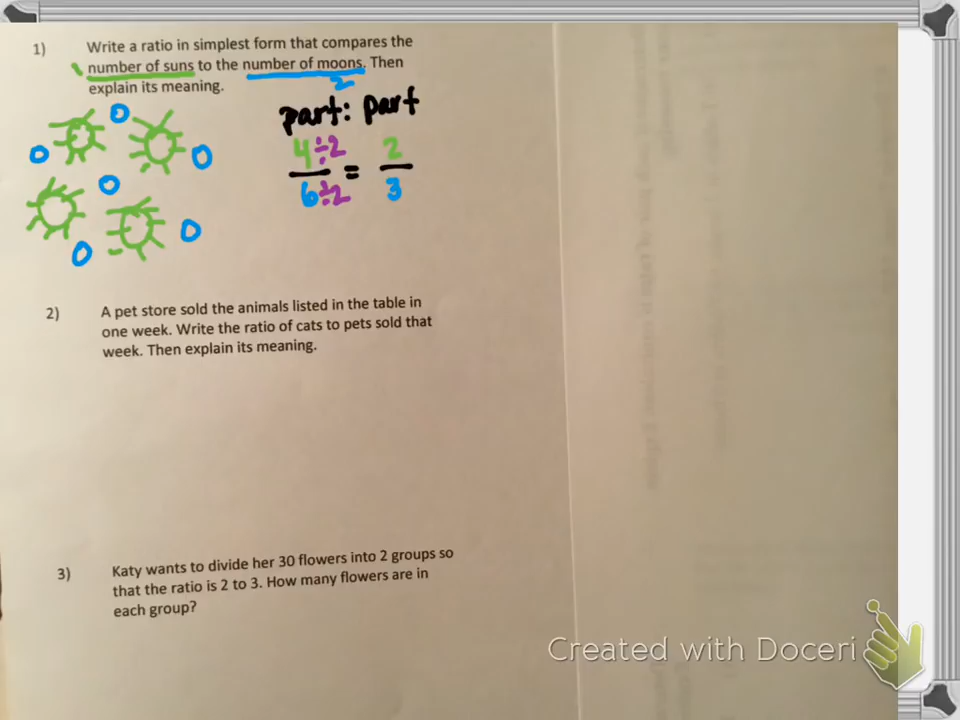 1) Write a ratio in simplest form that compares the
number of suns to the number of moons. Then
explain its meaning.
1
2
part: part
4÷2 = 2
6÷2 3
2) A pet store sold the animals listed in the table in
one week. Write the ratio of cats to pets sold that
week. Then explain its meaning.
3) Katy wants to divide her 30 flowers into 2 groups so
that the ratio is 2 to 3. How many flowers are in
each group?
Created with Doceri